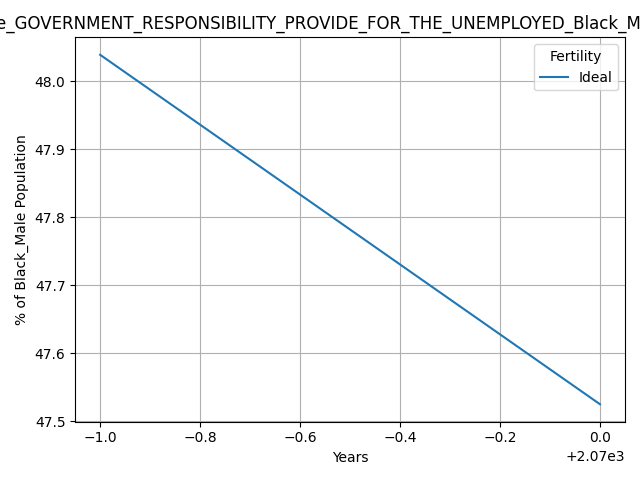 e_GOVERNMENT_RESPONSIBILITY_PROVIDE_FOR_THE_UNEMPLOYED_Black_M
Fertility
Ideal
48.0
47.9
47.8
47.7
47.6
47.5
% of Black_Male Population
−1.0 −0.8 −0.6 −0.4 −0.2 0.0
+2.07e3
Years